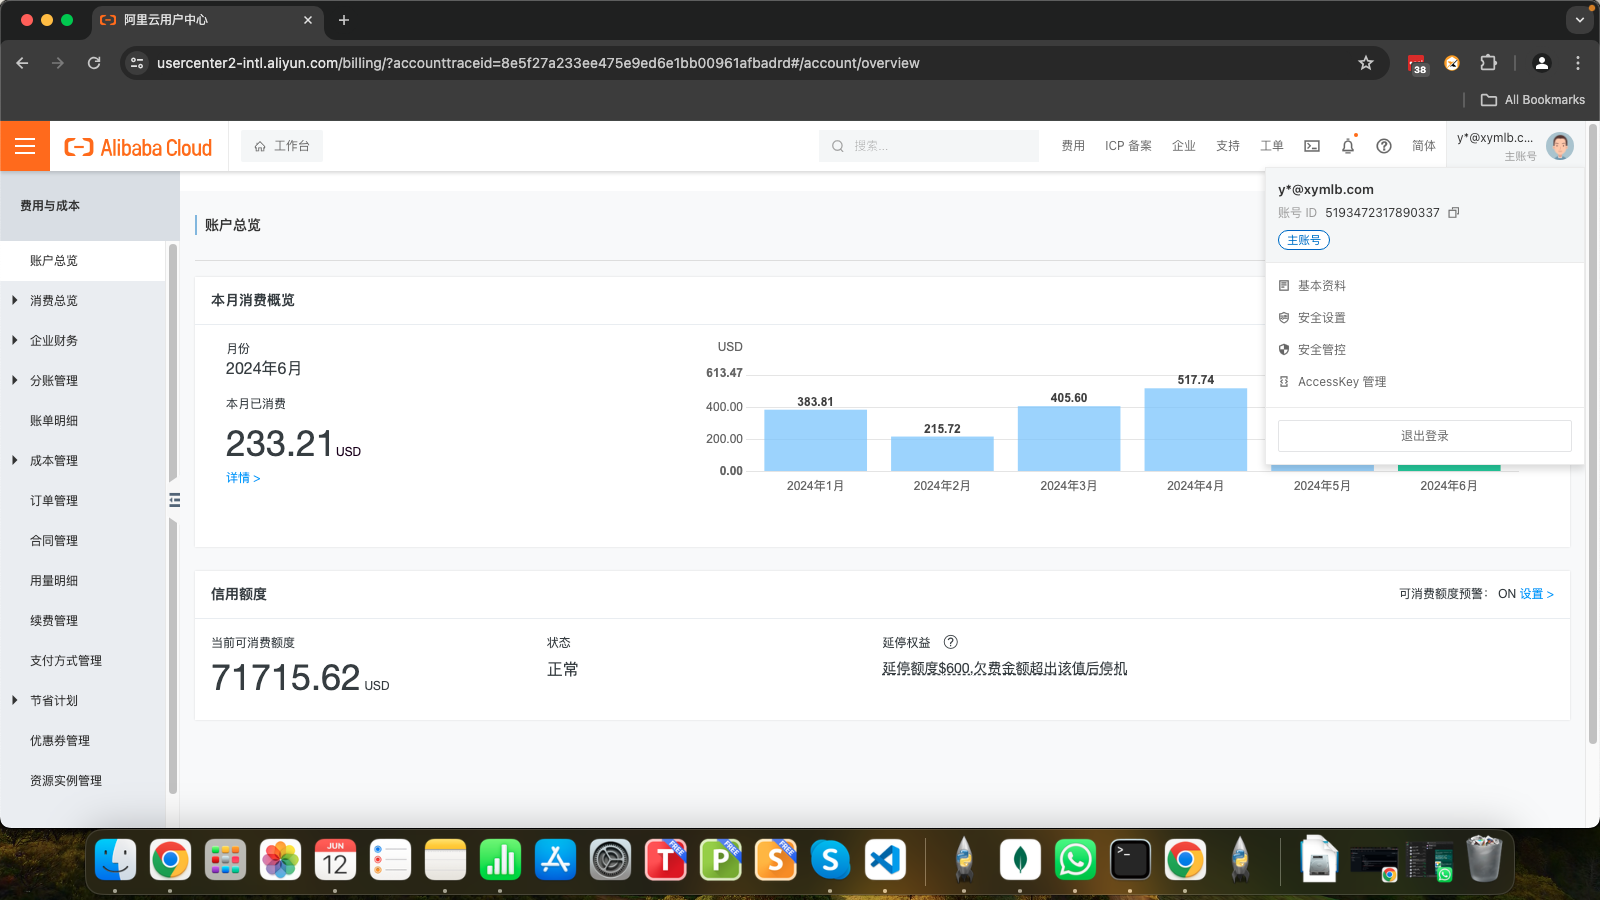 阿里云用户中心
usercenter2-intl.aliyun.com/billing/?accounttraceid=8e5f27a233ee475e9ed6e1bb00961afbadrd#/account/overview
38
All Bookmarks
Alibaba Cloud
工作台
搜索...
费用
ICP 备案
企业
支持
工单
简体
y*@xymlb.c...
主账号
y*@xymlb.com
账号 ID 5193472317890337
主账号
基本资料
安全设置
安全管控
AccessKey 管理
退出登录
费用与成本
账户总览
消费总览
企业财务
分账管理
账单明细
成本管理
订单管理
合同管理
用量明细
续费管理
支付方式管理
节省计划
优惠券管理
资源实例管理
账户总览
本月消费概览
月份
2024年6月
本月已消费
233.21 USD
详情 >
USD
613.47
400.00
200.00
0.00
383.81
215.72
405.60
517.74
2024年1月
2024年2月
2024年3月
2024年4月
2024年5月
2024年6月
信用额度
可消费额度预警： ON 设置 >
当前可消费额度
71715.62 USD
状态
正常
延停权益
延停额度$600,欠费金额超出该值后停机
JUN
12
T
FREE
P
FREE
S
FREE
S
>_